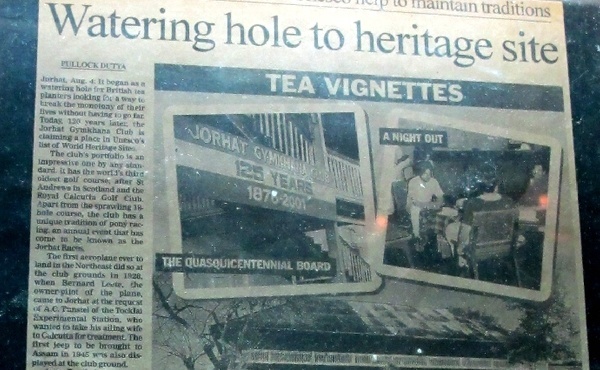 help to maintain traditions
Watering hole to heritage site
PULLOCK DUTTA
Jorhat, Aug. 4: It began as a
watering hole for British tea
planters looking for a way to
break the monotony of their
lives without having to go far.
Today, 120 years later, the
Jorhat Gymkhana Club is
claiming a place in Unesco's
list of World Heritage Sites.
The club's portfolio is an
impressive one by any stan-
dard. It has the world's third
oldest golf course, after St
Andrews in Scotland and the
Royal Calcutta Golf Club.
Apart from the sprawling 18-
hole course, the club has a
unique tradition of pony rac-
ing, an annual event that has
come to be known as the
Jorhat Races.
The first aeroplane ever to
land in the Northeast did so at
the club grounds in 1928,
when Bernard Leete, the
owner-pilot of the plane,
came to Jorhat at the request
of A.C. Tunstal of the Tocklai
Experimental Station, who
wanted to take his ailing wife
to Calcutta for treatment. The
first jeep to be brought to
Assam in 1945 was also dis-
played at the club ground.
TEA VIGNETTES
JORHAT GYMKHANA
125 YEARS
1876-2001
THE QUASQUICENTENNIAL BOARD
A NIGHT OUT